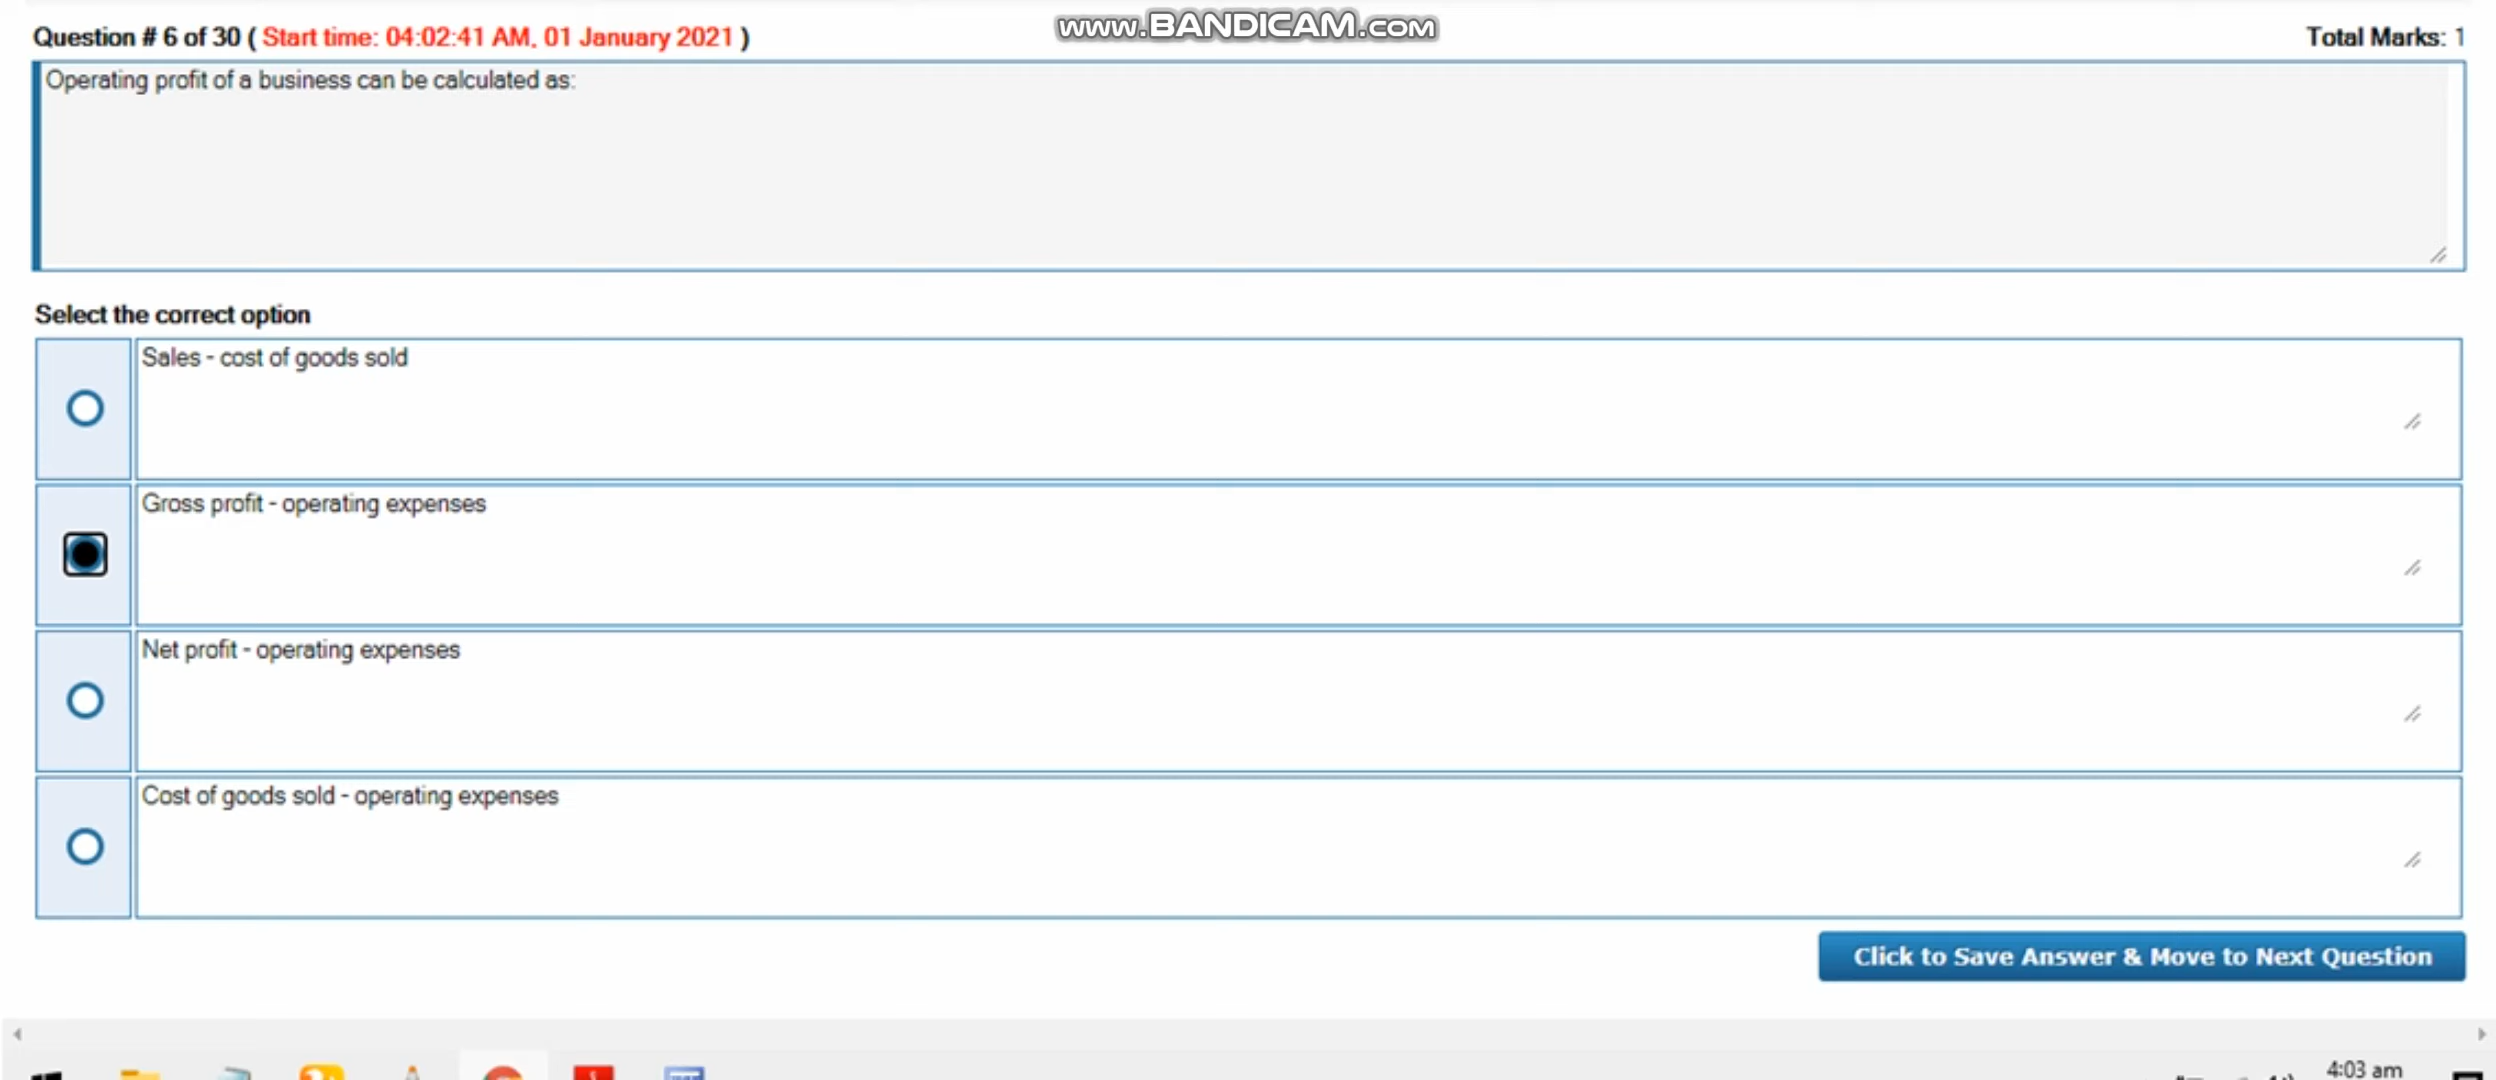 www.BANDICAM.com
Question # 6 of 30 ( Start time: 04:02:41 AM, 01 January 2021 )
Total Marks: 1
Operating profit of a business can be calculated as:
Select the correct option
Sales - cost of goods sold
Gross profit - operating expenses
Net profit - operating expenses
Cost of goods sold - operating expenses
Click to Save Answer & Move to Next Question
4:03 am